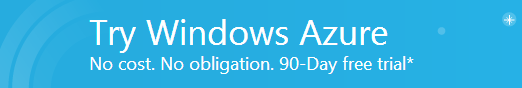 Try Windows Azure
No cost. No obligation. 90-Day free trial*